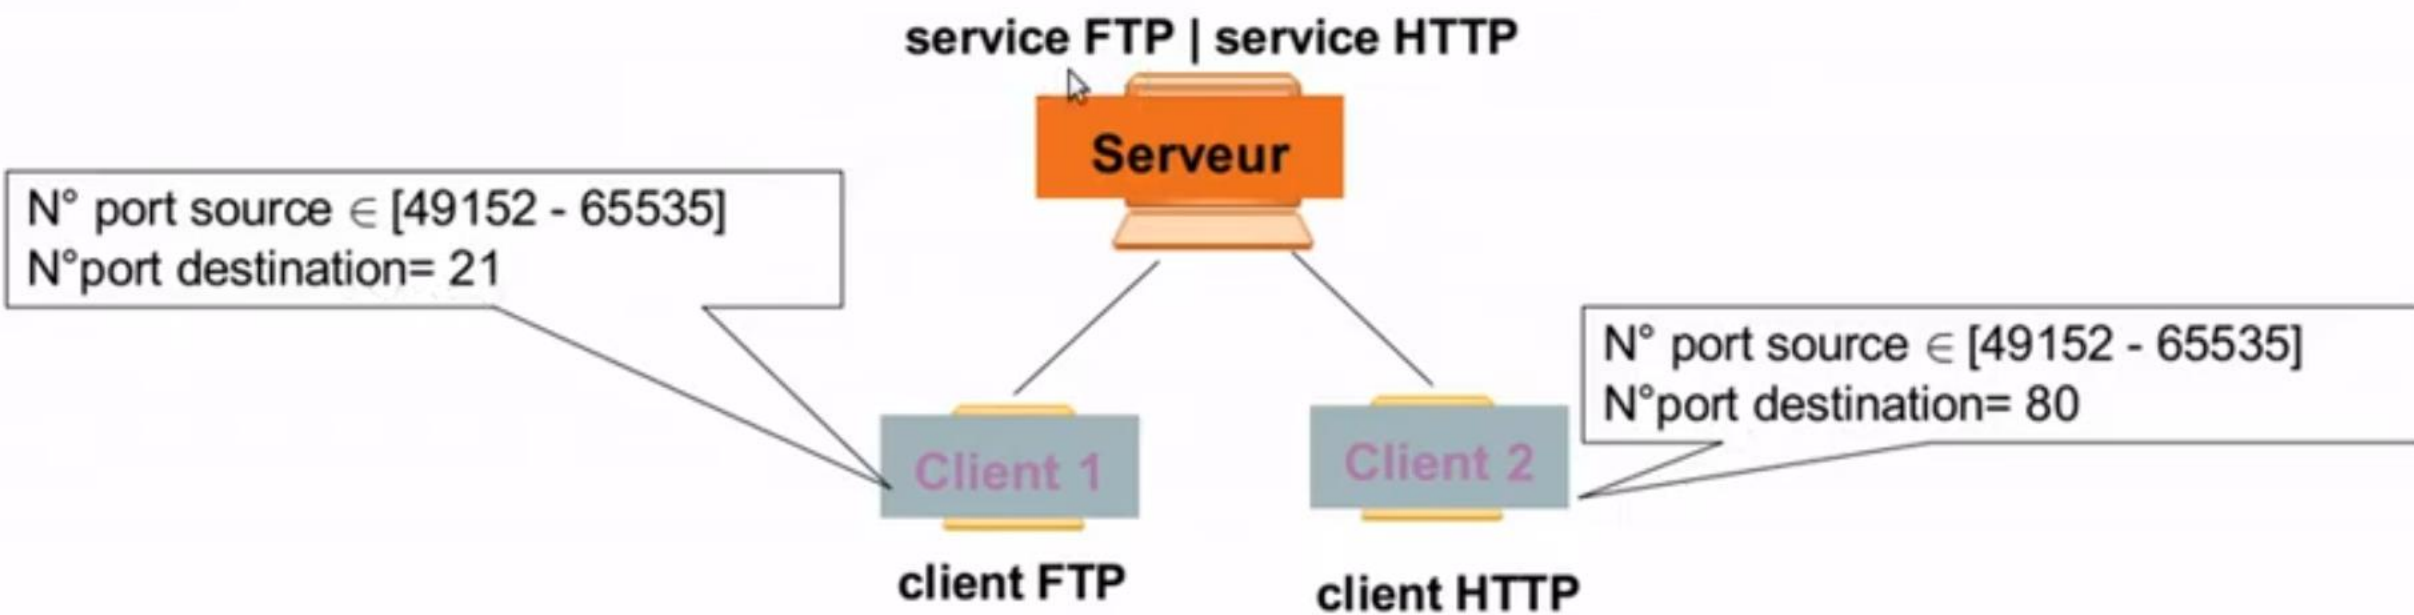 service FTP | service HTTP
Serveur
N° port source ∈ [49152 - 65535]
N°port destination= 21
N° port source ∈ [49152 - 65535]
N°port destination= 80
Client 1
Client 2
client FTP
client HTTP